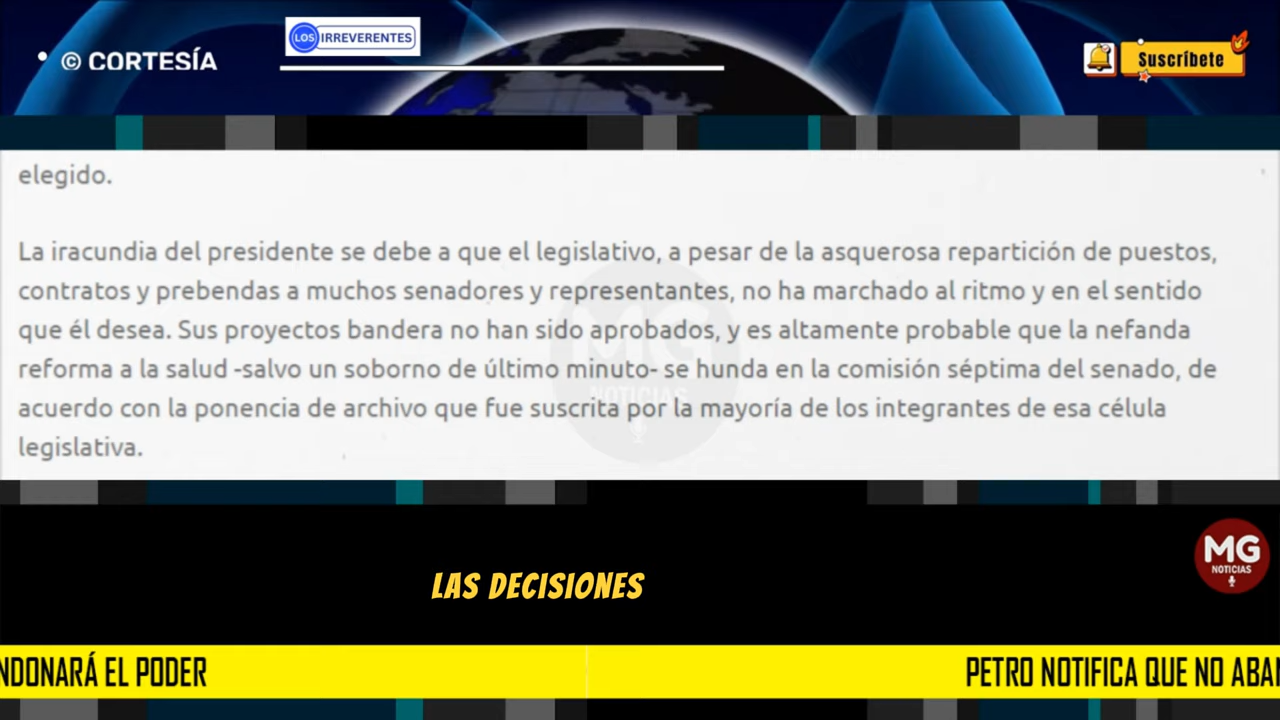 © CORTESÍA
LOS IRREVERENTES
Suscríbete
elegido.
La iracundia del presidente se debe a que el legislativo, a pesar de la asquerosa repartición de puestos,
contratos y prebendas a muchos senadores y representantes, no ha marchado al ritmo y en el sentido
que él desea. Sus proyectos bandera no han sido aprobados, y es altamente probable que la nefanda
reforma a la salud -salvo un soborno de último minuto- se hunda en la comisión séptima del senado, de
acuerdo con la ponencia de archivo que fue suscrita por la mayoría de los integrantes de esa célula
legislativa.
MG
NOTICIAS
LAS DECISIONES
MG
NOTICIAS
NDONARÁ EL PODER
PETRO NOTIFICA QUE NO ABA